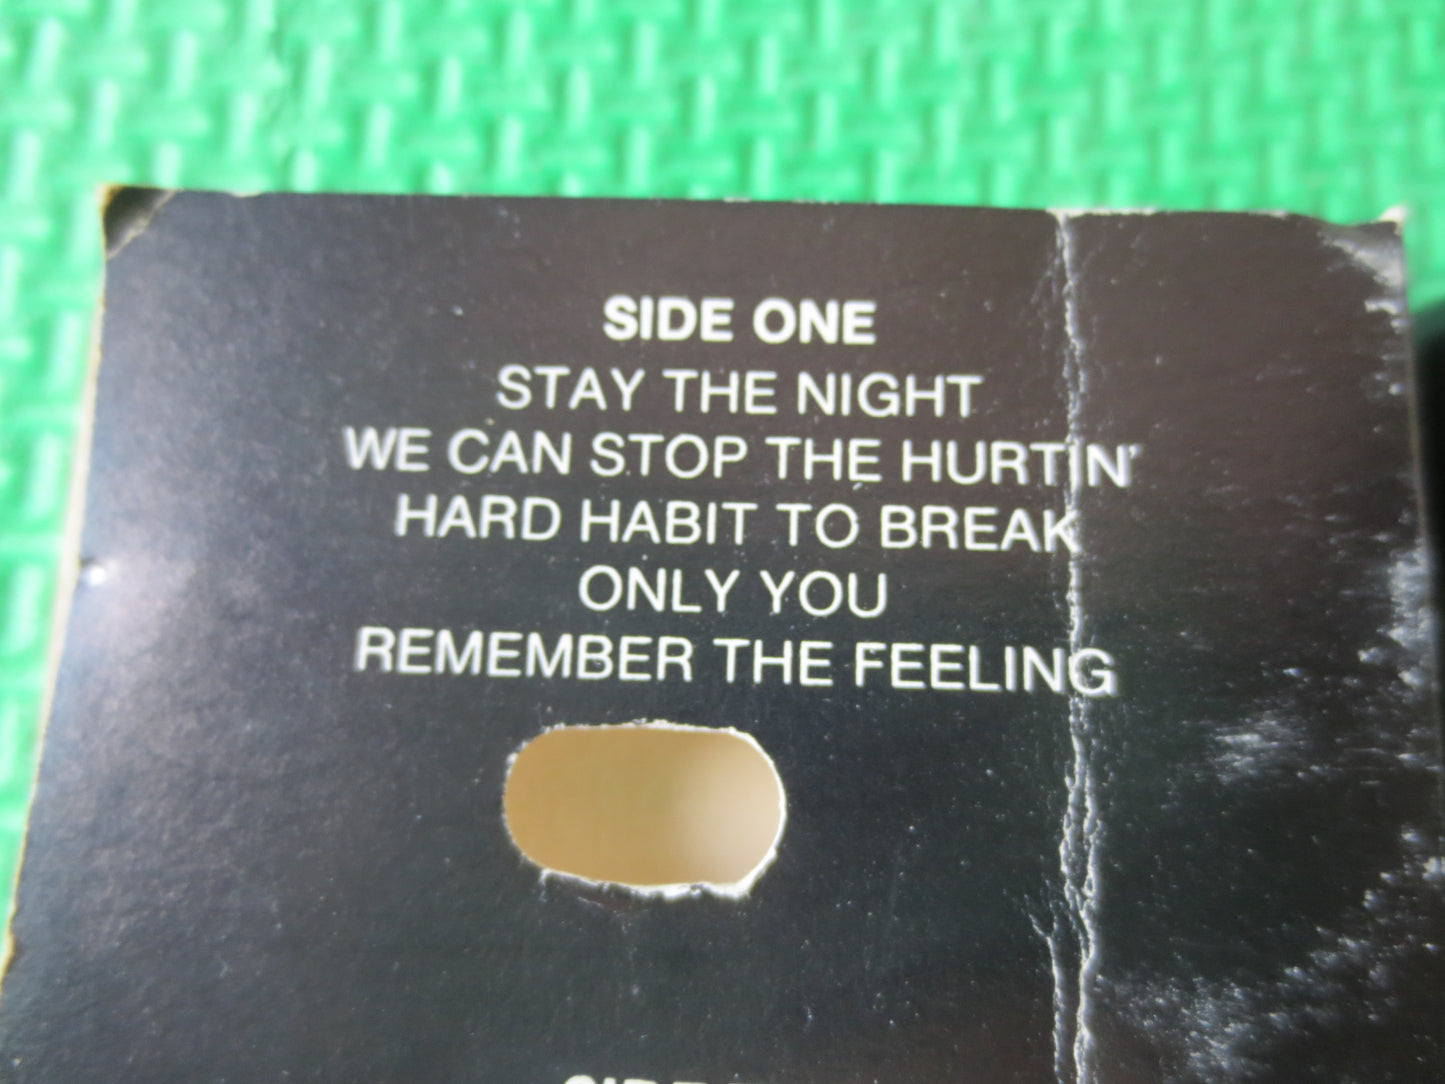 SIDE ONE
STAY THE NIGHT
WE CAN STOP THE HURTIN'
HARD HABIT TO BREAK
ONLY YOU
REMEMBER THE FEELING